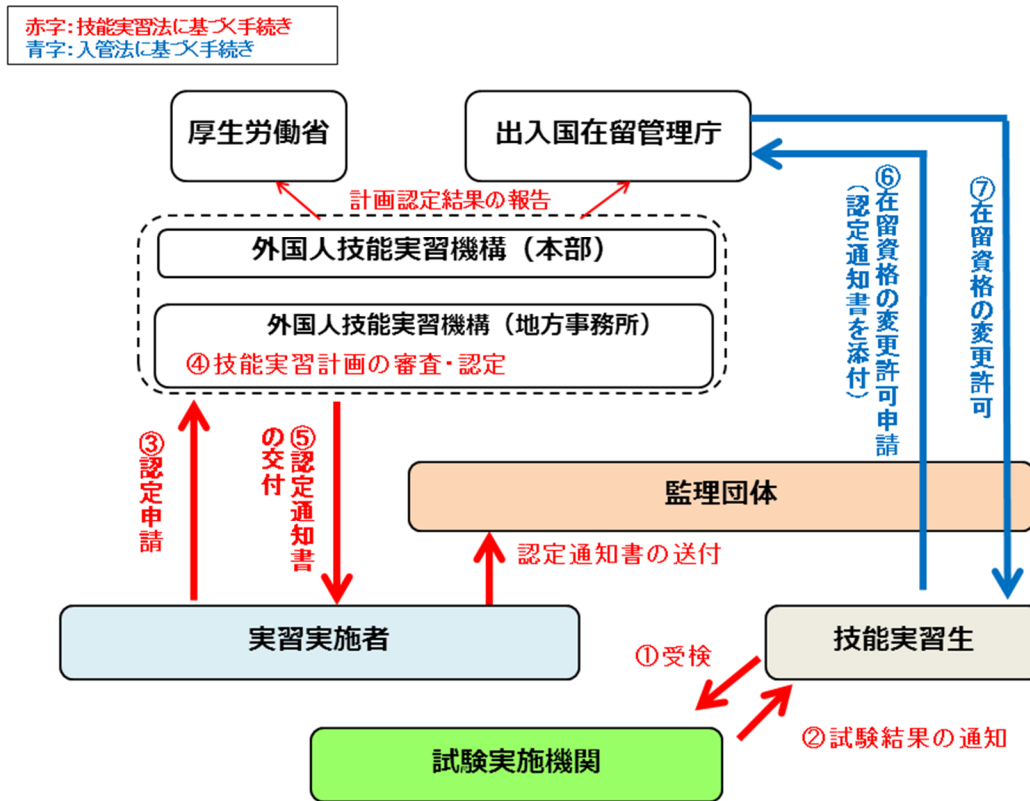 赤字：技能実習法に基づく手続き
青字：入管法に基づく手続き
厚生労働省
出入国在留管理庁
計画認定結果の報告
外国人技能実習機構（本部）
外国人技能実習機構（地方事務所）
④技能実習計画の審査・認定
③認定申請
⑤認定通知書
の交付
⑥在留資格の変更許可申請
（認定通知書を添付）
⑦在留資格の変更許可
監理団体
認定通知書の送付
実習実施者
技能実習生
①受検
②試験結果の通知
試験実施機関